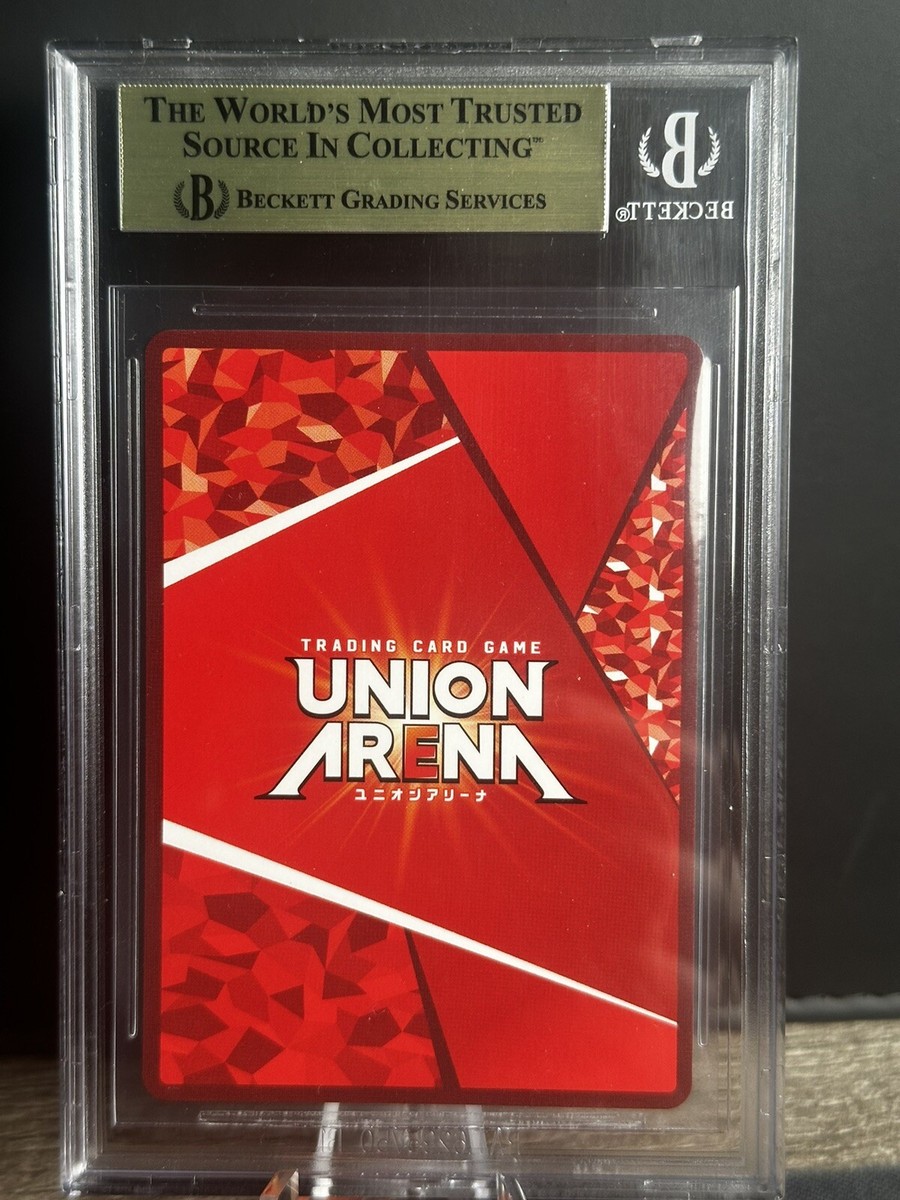 THE WORLD'S MOST TRUSTED
SOURCE IN COLLECTING™
B BECKETT GRADING SERVICES
B
BECKETT®
TRADING CARD GAME
UNION
ARENA
ユニオンアリーナ